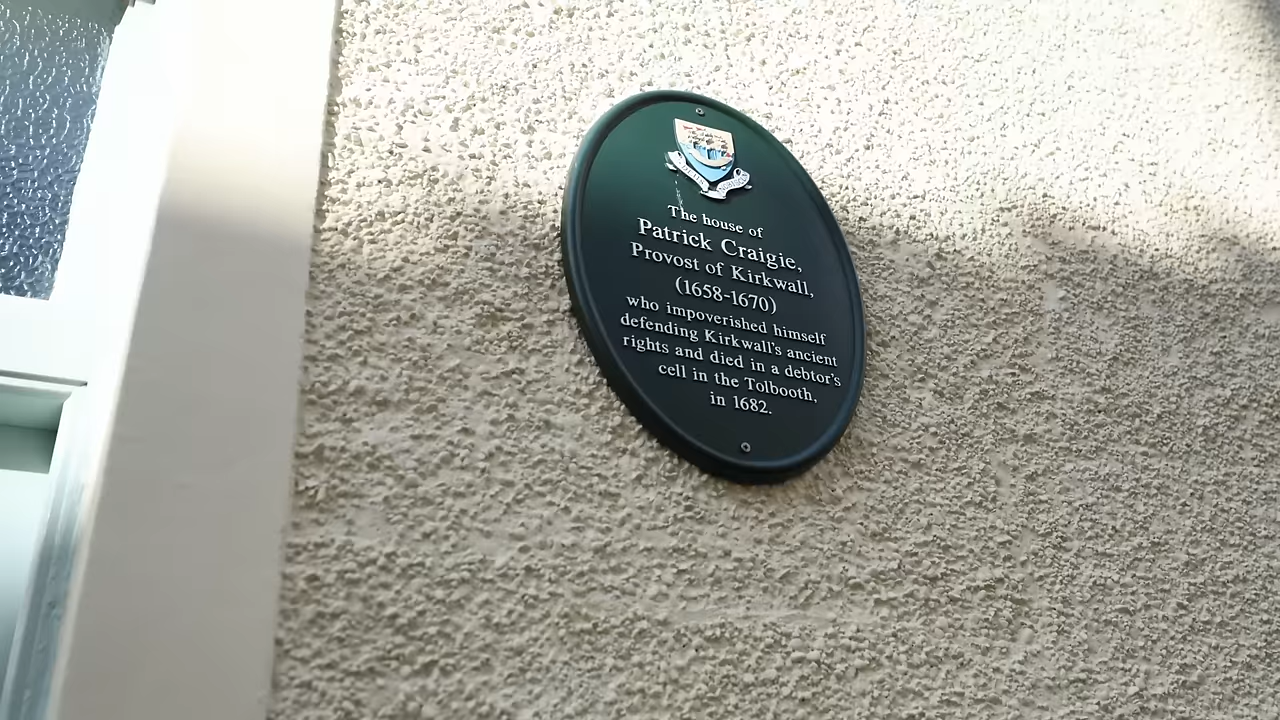 The house of
Patrick Craigie,
Provost of Kirkwall,
(1658-1670)
who impoverished himself
defending Kirkwall's ancient
rights and died in a debtor's
cell in the Tolbooth,
in 1682.